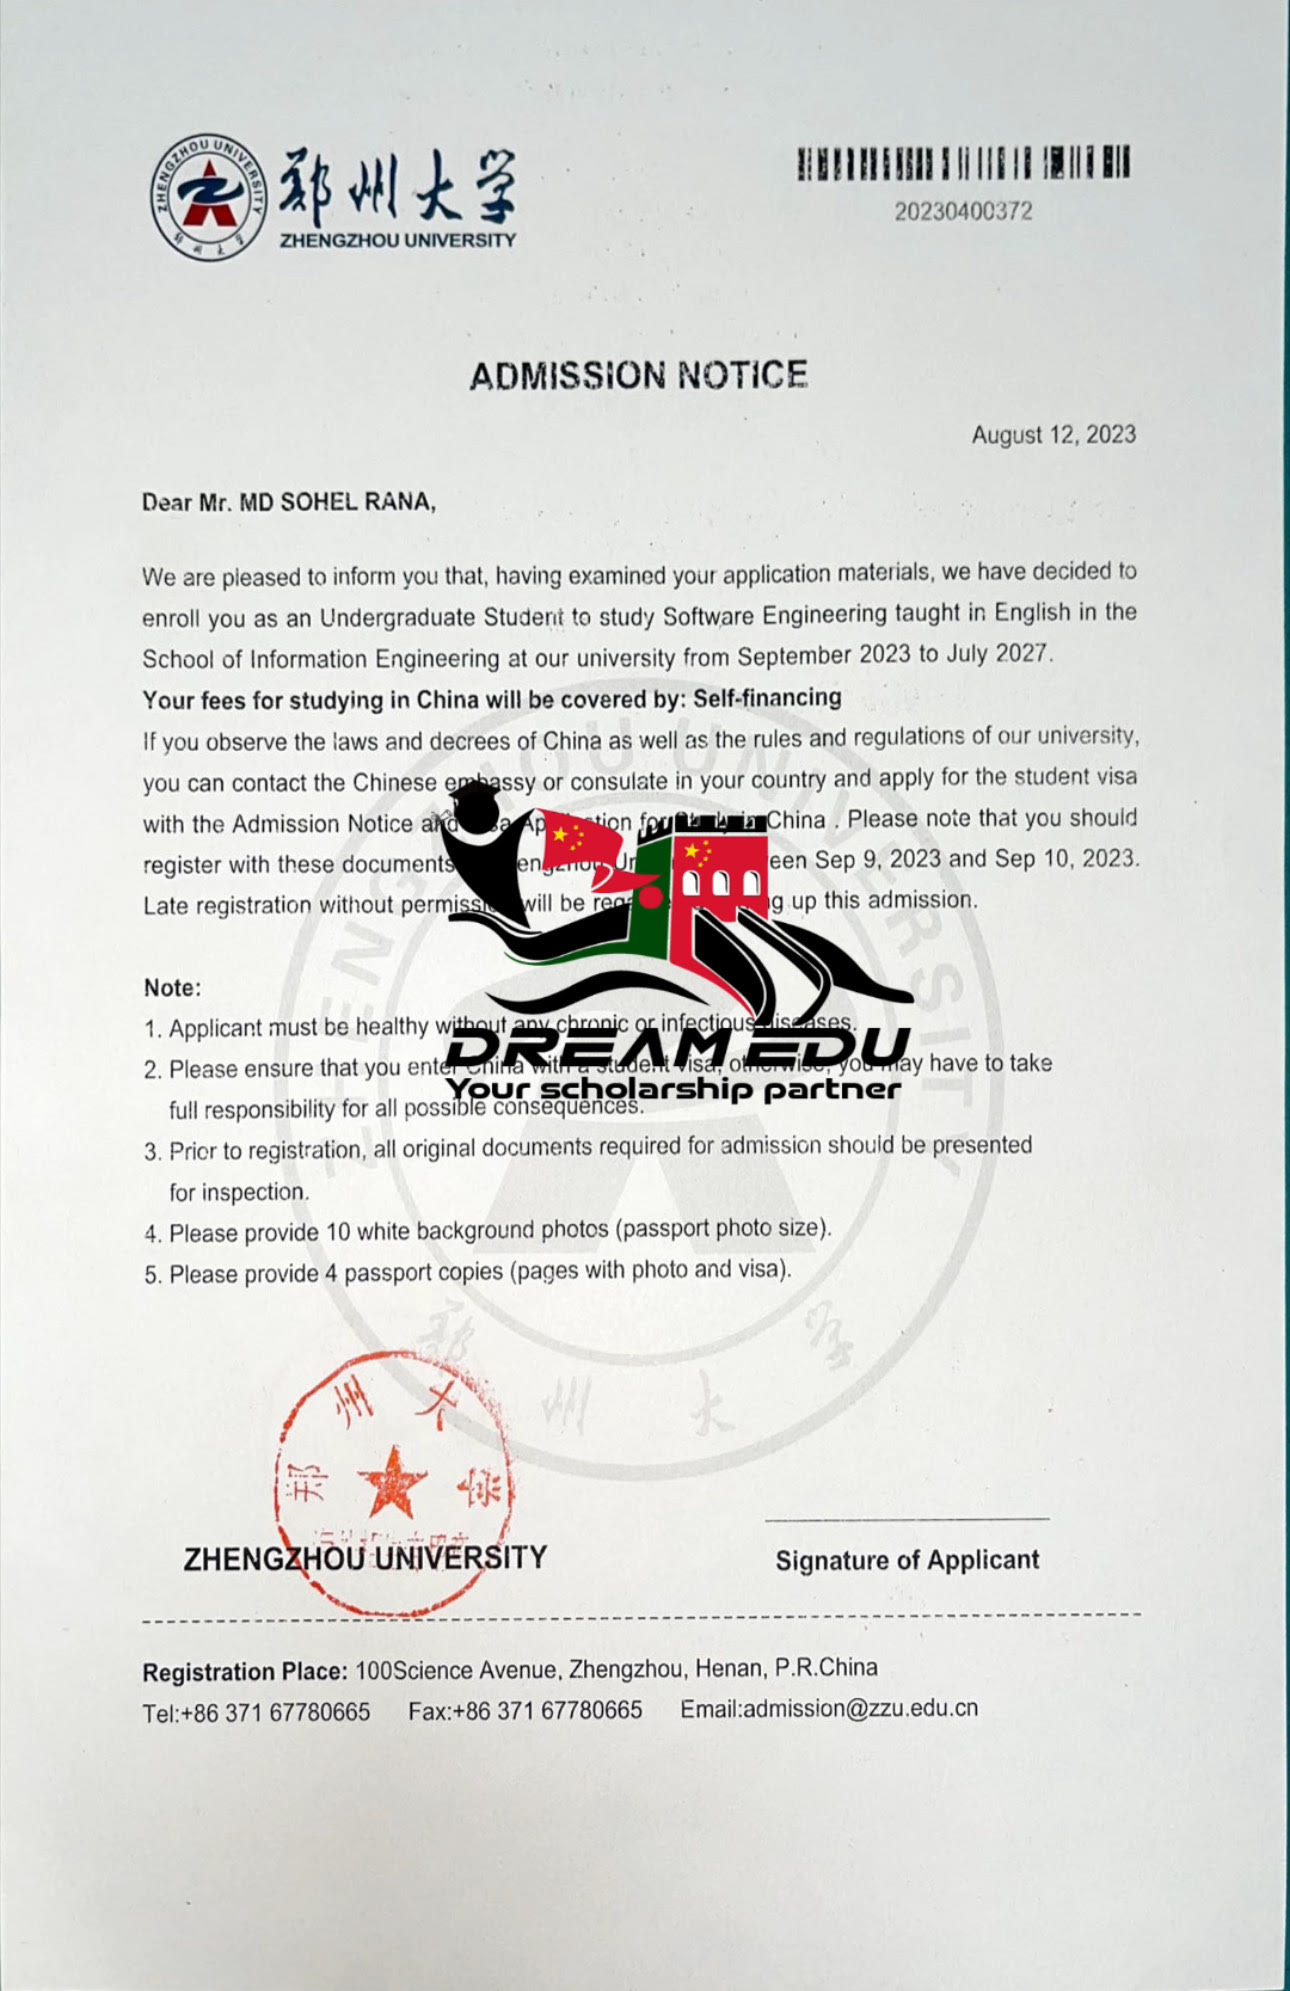 ZHENGZHOU UNIVERSITY
郑州大学
郑州大学
ZHENGZHOU UNIVERSITY
20230400372
ADMISSION NOTICE
August 12, 2023
Dear Mr. MD SOHEL RANA,
We are pleased to inform you that, having examined your application materials, we have decided to
enroll you as an Undergraduate Student to study Software Engineering taught in English in the
School of Information Engineering at our university from September 2023 to July 2027.
Your fees for studying in China will be covered by: Self-financing
If you observe the laws and decrees of China as well as the rules and regulations of our university,
you can contact the Chinese embassy or consulate in your country and apply for the student visa
with the Admission Notice and for China . Please note that you should
register with these documents Sep 9, 2023 and Sep 10, 2023.
Late registration without permission will be up this admission.
Note:
1. Applicant must be healthy without any chronic or infectious diseases.
2. Please ensure that you enter China with a student visa, otherwise, you may have to take
full responsibility for all possible consequences.
DREAM EDU
Your scholarship partner
3. Prior to registration, all original documents required for admission should be presented
for inspection.
4. Please provide 10 white background photos (passport photo size).
5. Please provide 4 passport copies (pages with photo and visa).
ZHENGZHOU UNIVERSITY
郑州大学
郑州大学
ZHENGZHOU UNIVERSITY
Signature of Applicant
Registration Place: 100Science Avenue, Zhengzhou, Henan, P.R.China
Tel:+86 371 67780665 Fax:+86 371 67780665 Email:admission@zzu.edu.cn